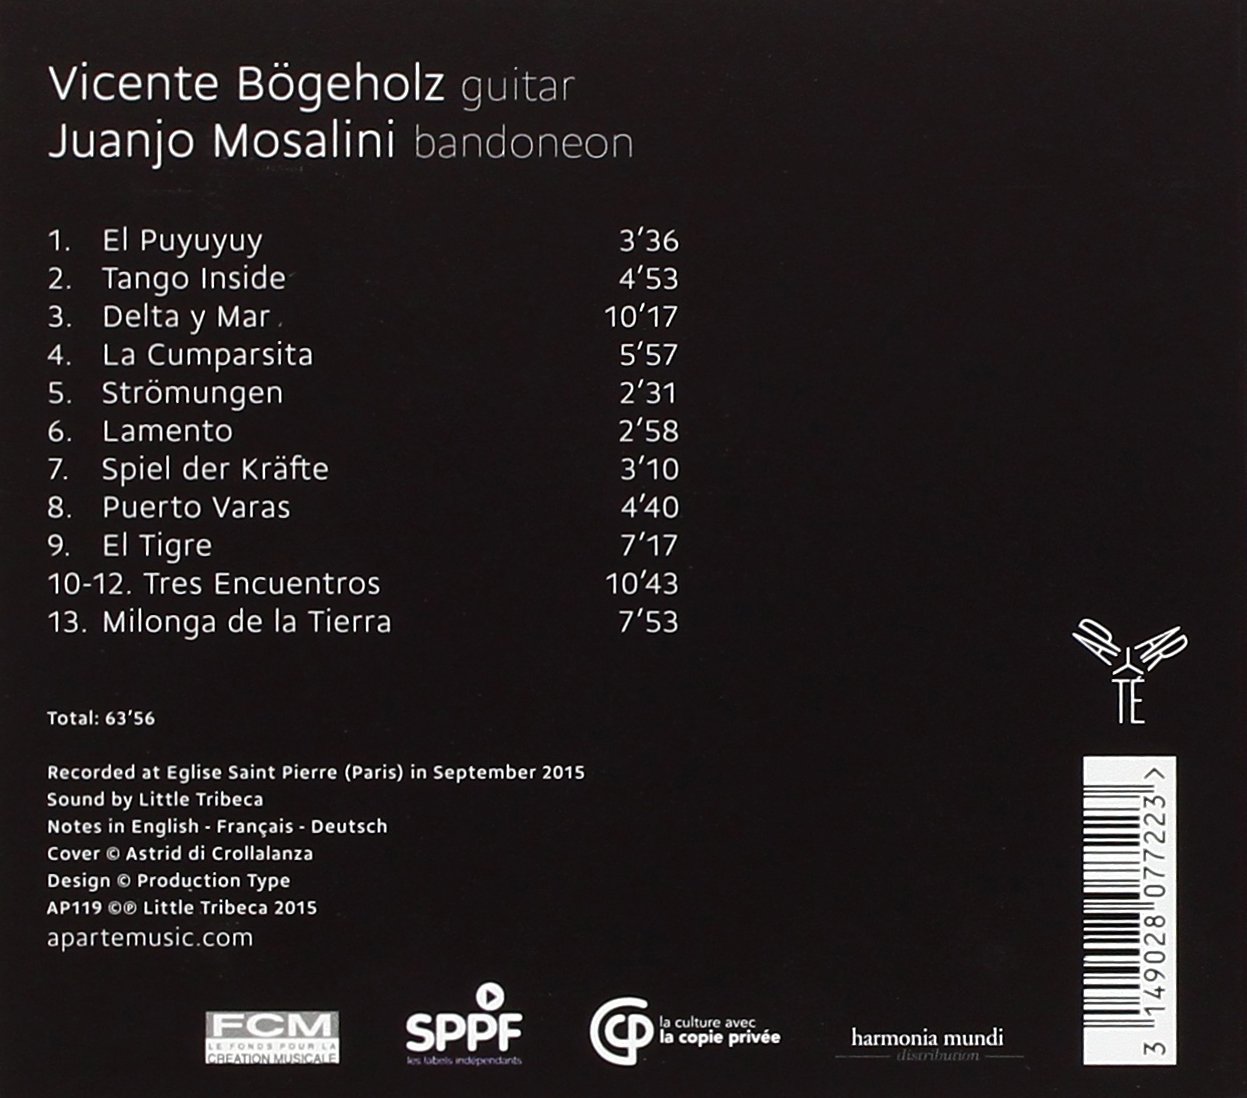 Vicente Bögeholz guitar
Juanjo Mosalini bandoneon
1. El Puyuyuy 3’36
2. Tango Inside 4’53
3. Delta y Mar 10’17
4. La Cumparsita 5’57
5. Strömungen 2’31
6. Lamento 2’58
7. Spiel der Kräfte 3’10
8. Puerto Varas 4’40
9. El Tigre 7’17
10-12. Tres Encuentros 10’43
13. Milonga de la Tierra 7’53
Total: 63’56
Recorded at Eglise Saint Pierre (Paris) in September 2015
Sound by Little Tribeca
Notes in English - Français - Deutsch
Cover © Astrid di Crollalanza
Design © Production Type
AP119 ©℗ Little Tribeca 2015
apartemusic.com
AP
AR
TÉ
3 149028 077223 >
FCM
LE FONDS POUR LA
CREATION MUSICALE
SPPF
les labels indépendants
CP
la culture avec
la copie privée
harmonia mundi
distribution